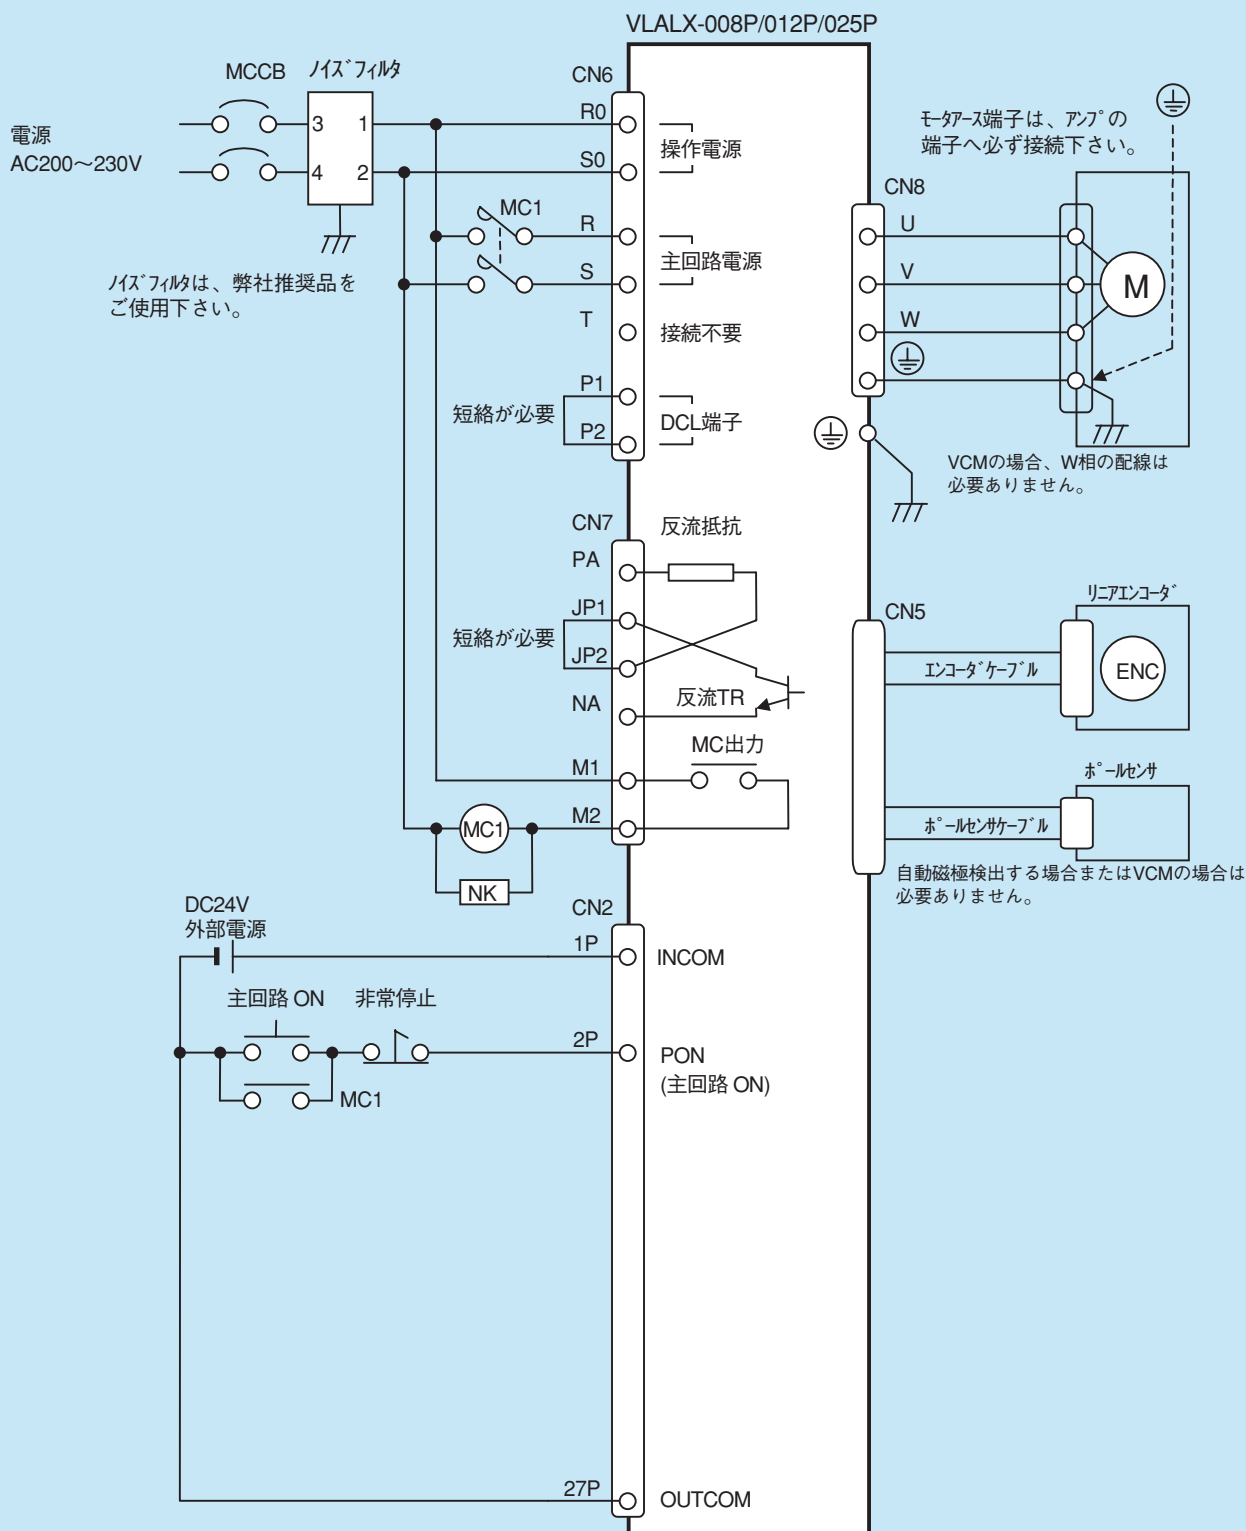 VLALX-008P/012P/025P
MCCB
ﾉｲｽﾞﾌｨﾙﾀ
電源
AC200～230V
3
1
4
2
ﾉｲｽﾞﾌｨﾙﾀは、弊社推奨品を
ご使用下さい。
CN6
R0
S0
操作電源
MC1
R
S
主回路電源
T
接続不要
P1
P2
短絡が必要
DCL端子
ﾓｰﾀｱｰｽ端子は、ｱﾝﾌﾟの
端子へ必ず接続下さい。
CN8
U
V
W
M
VCMの場合、W相の配線は
必要ありません。
CN7
反流抵抗
PA
JP1
JP2
短絡が必要
NA
反流TR
MC出力
M1
M2
MC1
NK
CN5
ﾘﾆｱｴﾝｺｰﾀﾞ
ｴﾝｺｰﾀﾞｹｰﾌﾞﾙ
ENC
ﾎﾟｰﾙｾﾝｻ
ﾎﾟｰﾙｾﾝｻｹｰﾌﾞﾙ
自動磁極検出する場合またはVCMの場合は
必要ありません。
CN2
DC24V
外部電源
1P
INCOM
主回路 ON
非常停止
2P
PON
(主回路 ON)
MC1
27P
OUTCOM